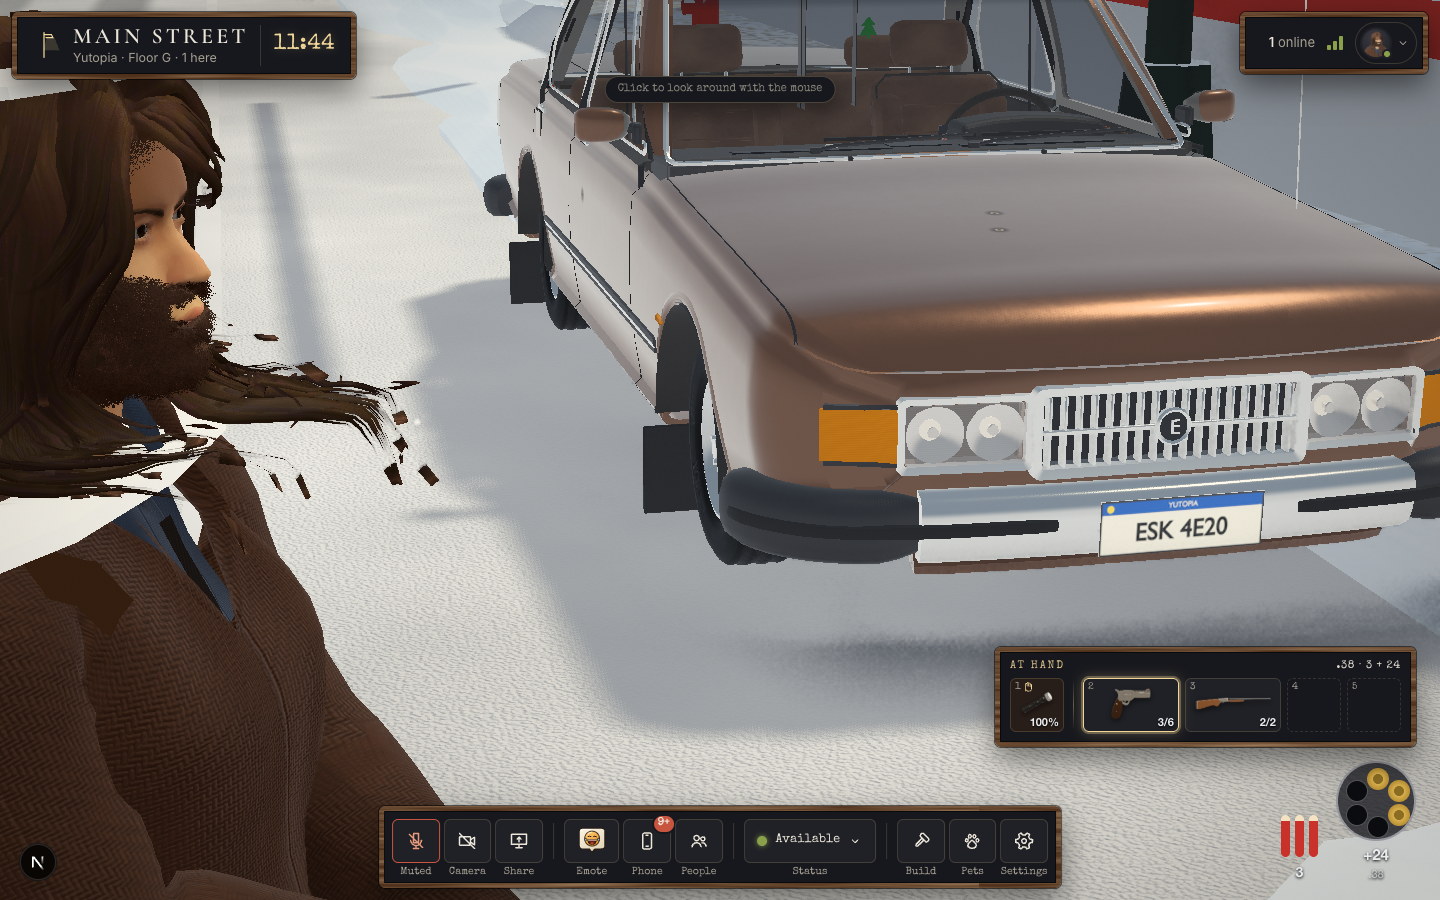 MAIN STREET
Yutopia · Floor G · 1 here
11:44
Click to look around with the mouse
1 online
E
YUTOPIA
ESK 4E20
AT HAND
.38 · 3 + 24
1
100%
2
3/6
3
2/2
4
5
9+
Available
Muted
Camera
Share
Emote
Phone
People
Status
Build
Pets
Settings
N
3
+24
.38